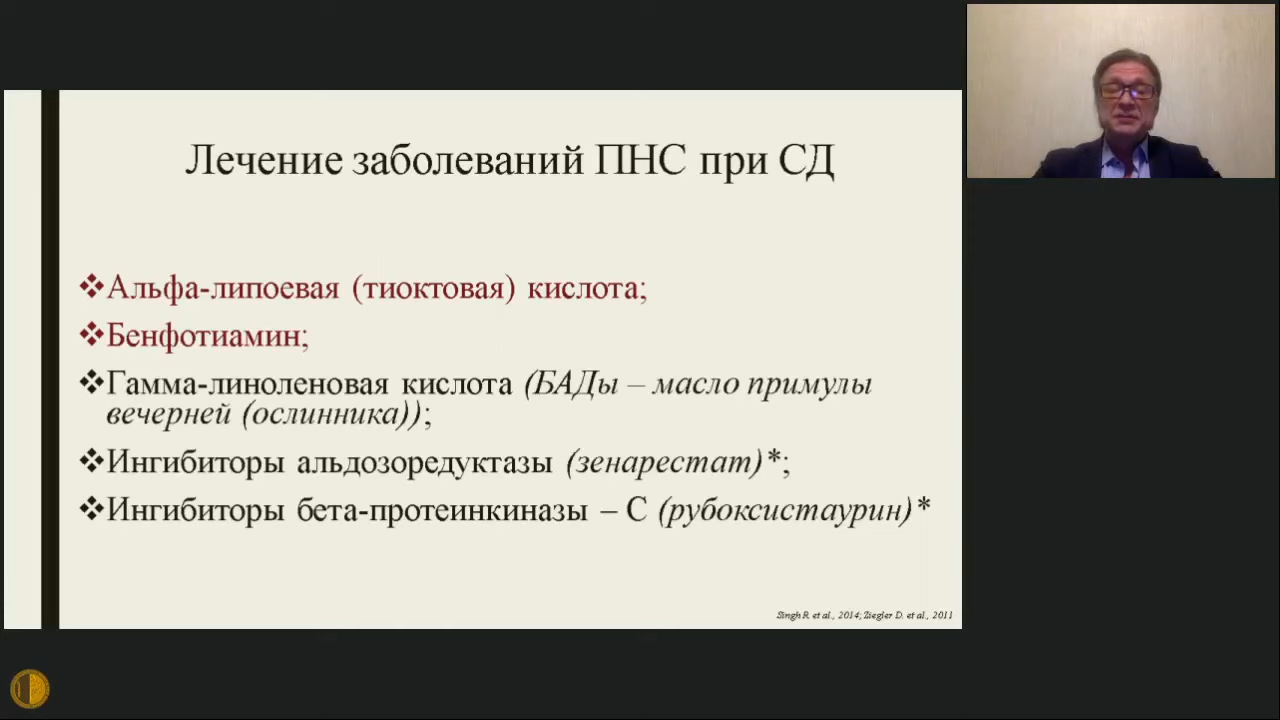 Лечение заболеваний ПНС при СД
❖Альфа-липоевая (тиоктовая) кислота;
❖Бенфотиамин;
❖Гамма-линоленовая кислота (БАДы – масло примулы
вечерней (ослинника));
❖Ингибиторы альдозоредуктазы (зенарестат)*;
❖Ингибиторы бета-протеинкиназы – С (рубоксистаурин)*
Singh R. et al., 2014; Ziegler D. et al., 2011